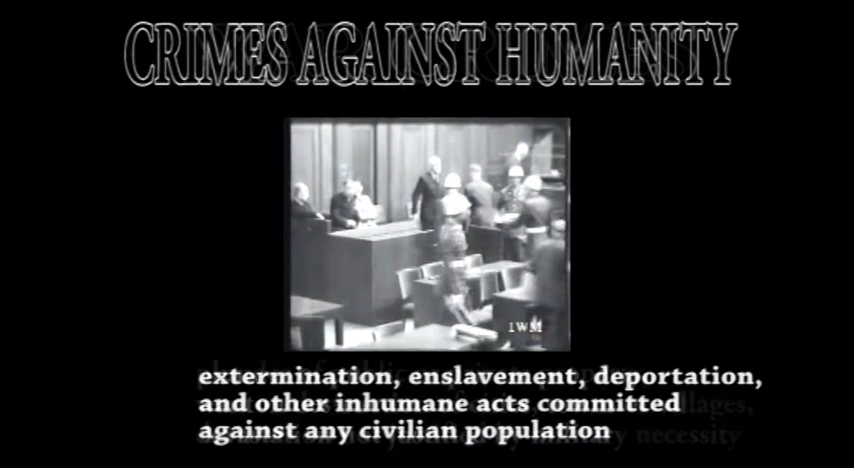 CRIMES AGAINST HUMANITY
IWM
extermination, enslavement, deportation,
and other inhumane acts committed
against any civilian population